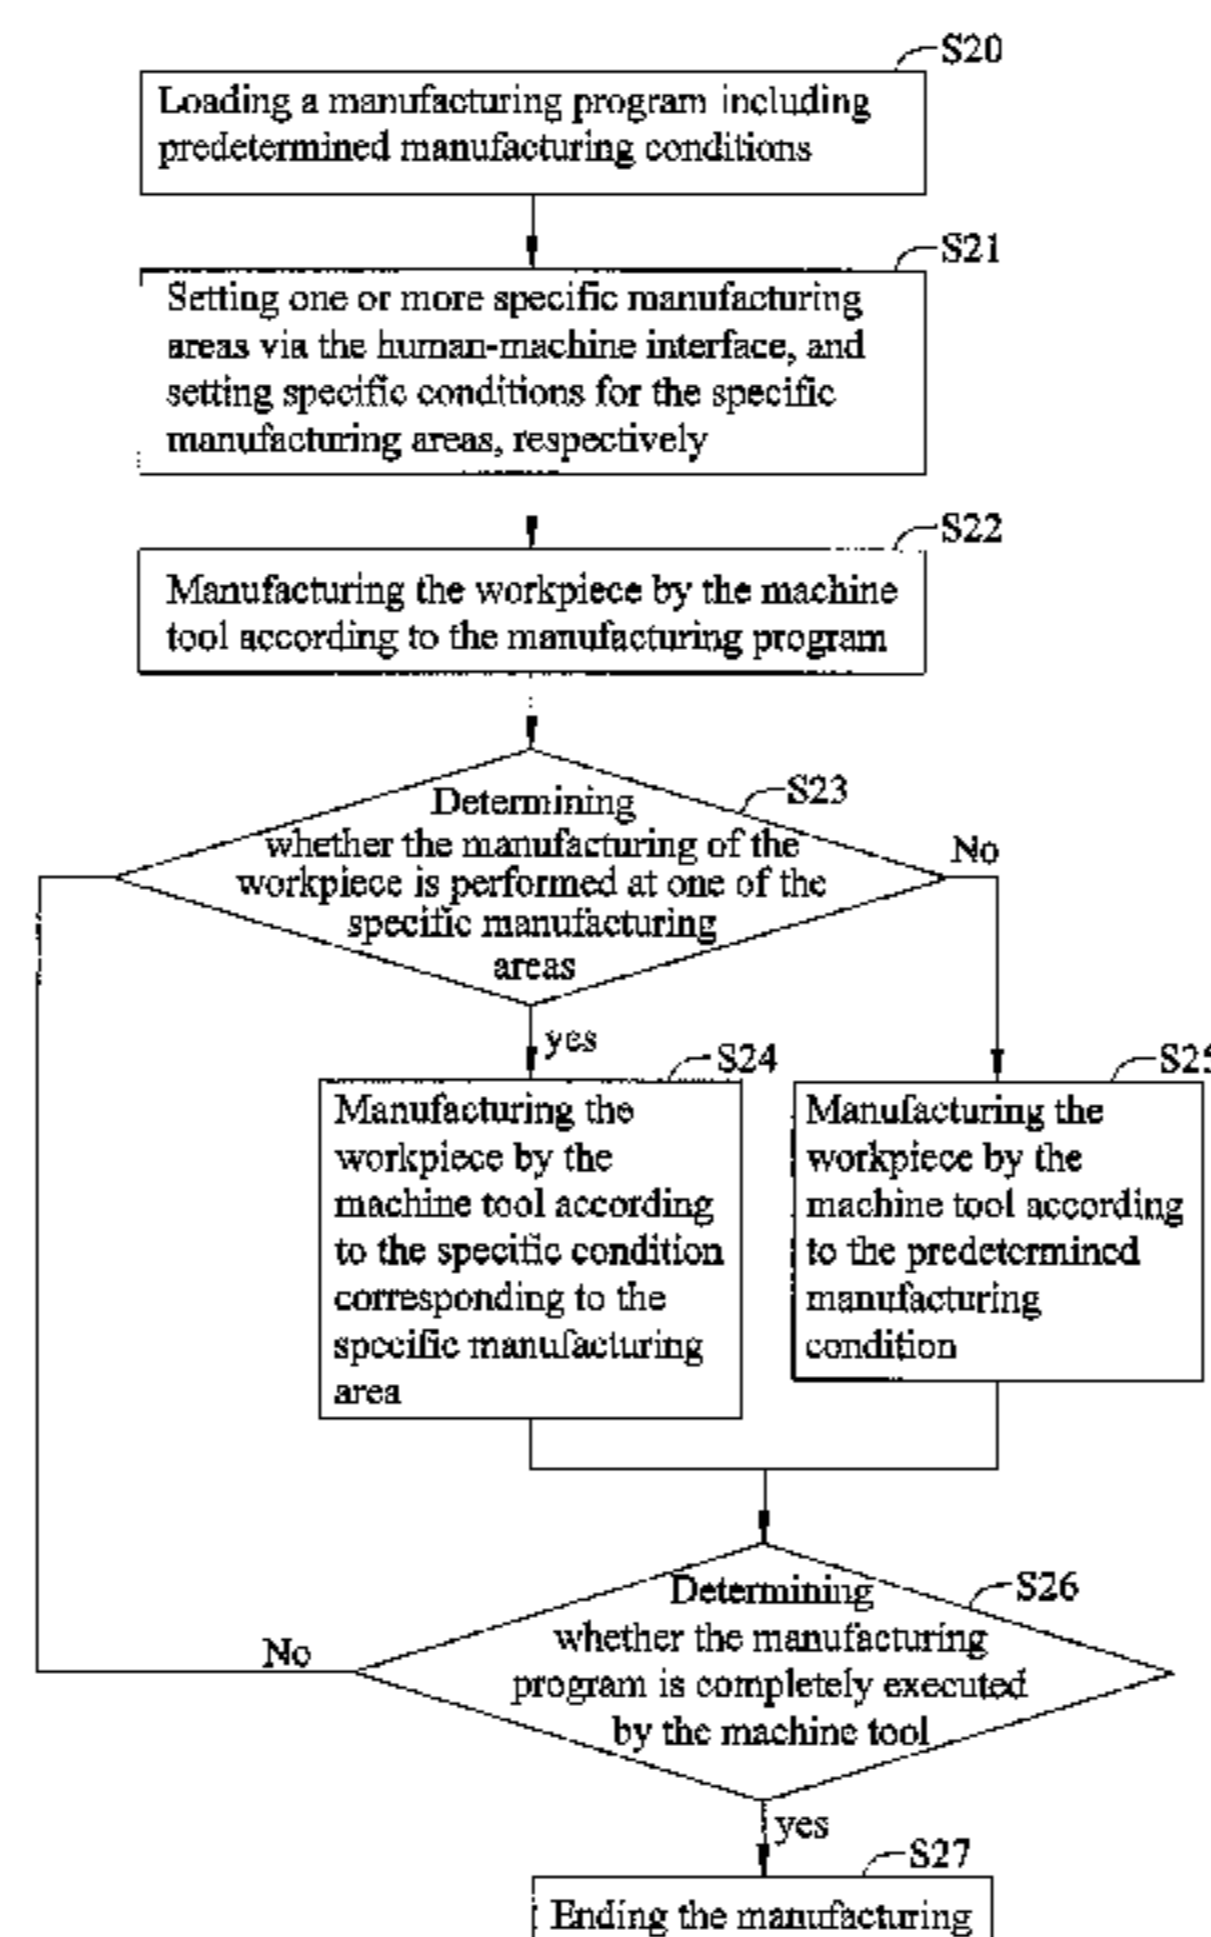 S20
Loading a manufacturing program including
predetermined manufacturing conditions
S21
Setting one or more specific manufacturing
areas via the human-machine interface, and
setting specific conditions for the specific
manufacturing areas, respectively
S22
Manufacturing the workpiece by the machine
tool according to the manufacturing program
S23
Determining
whether the manufacturing of the
workpiece is performed at one of the
specific manufacturing
areas
No
yes
S24
Manufacturing the
workpiece by the
machine tool according
to the specific condition
corresponding to the
specific manufacturing
area
S25
Manufacturing the
workpiece by the
machine tool according
to the predetermined
manufacturing
condition
S26
Determining
whether the manufacturing
program is completely executed
by the machine tool
No
yes
S27
Ending the manufacturing